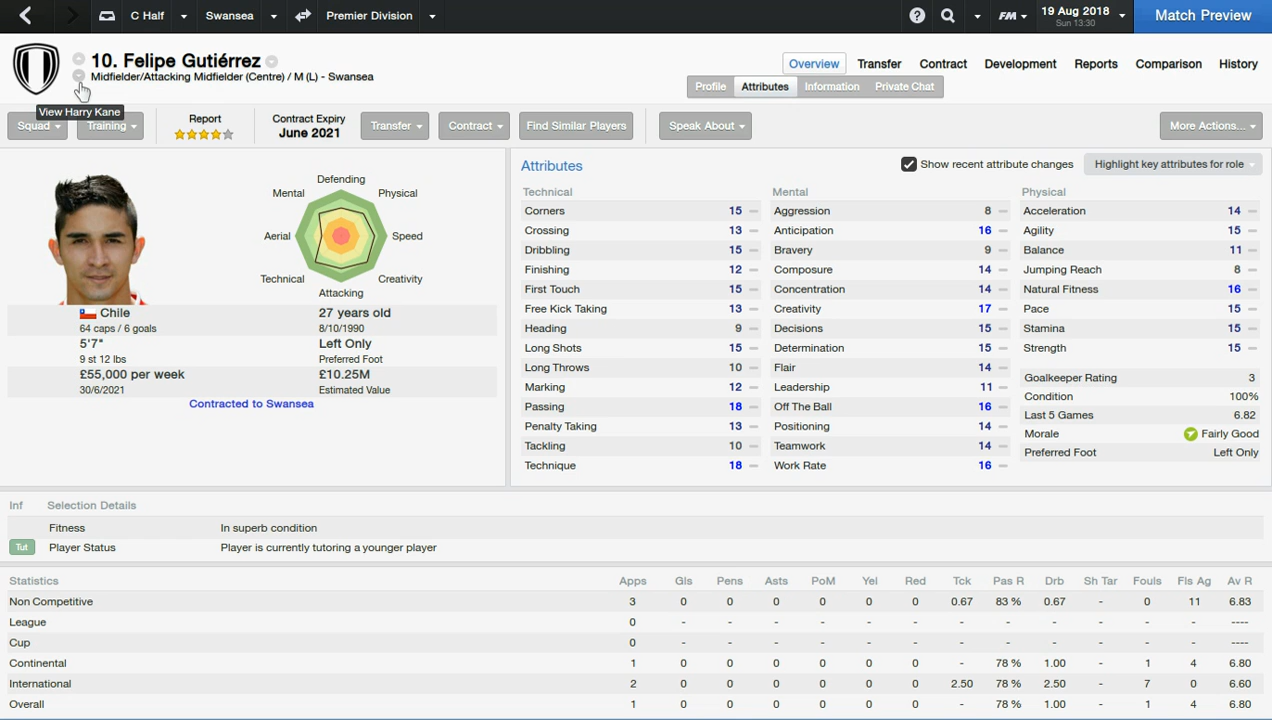 C Half
Swansea
Premier Division
?
FM
19 Aug 2018
Sun 13:30
Match Preview
10. Felipe Gutiérrez
Midfielder/Attacking Midfielder (Centre) / M (L) - Swansea
View Harry Kane
Overview Transfer Contract Development Reports Comparison History
Profile Attributes Information Private Chat
Squad
Training
Report
Contract Expiry
June 2021
Transfer
Contract
Find Similar Players
Speak About
More Actions...
Defending
Mental Physical
Aerial Speed
Technical Creativity
Attacking
Chile 27 years old
64 caps / 6 goals 8/10/1990
5'7" Left Only
9 st 12 lbs Preferred Foot
£55,000 per week £10.25M
30/6/2021 Estimated Value
Contracted to Swansea
Attributes
Show recent attribute changes
Highlight key attributes for role
Technical Mental Physical
Corners 15 Aggression 8 Acceleration 14
Crossing 13 Anticipation 16 Agility 15
Dribbling 15 Bravery 9 Balance 11
Finishing 12 Composure 14 Jumping Reach 8
First Touch 15 Concentration 14 Natural Fitness 16
Free Kick Taking 13 Creativity 17 Pace 15
Heading 9 Decisions 15 Stamina 15
Long Shots 15 Determination 15 Strength 15
Long Throws 10 Flair 14
Marking 12 Leadership 11
Passing 18 Off The Ball 16
Penalty Taking 13 Positioning 14
Tackling 10 Teamwork 14
Technique 18 Work Rate 16
Goalkeeper Rating 3
Condition 100%
Last 5 Games 6.82
Morale Fairly Good
Preferred Foot Left Only
Inf Selection Details
Fitness In superb condition
Tut Player Status Player is currently tutoring a younger player
Statistics Apps Gls Pens Asts PoM Yel Red Tck Pas R Drb Sh Tar Fouls Fls Ag Av R
Non Competitive 3 0 0 0 0 0 0 0.67 83 % 0.67 - 0 11 6.83
League 0 - - - - - - - - - - - - ----
Cup 0 - - - - - - - - - - - - ----
Continental 1 0 0 0 0 0 0 - 78 % 1.00 - 1 4 6.80
International 2 0 0 0 0 0 0 2.50 78 % 2.50 - 7 0 6.60
Overall 1 0 0 0 0 0 0 - 78 % 1.00 - 1 4 6.80